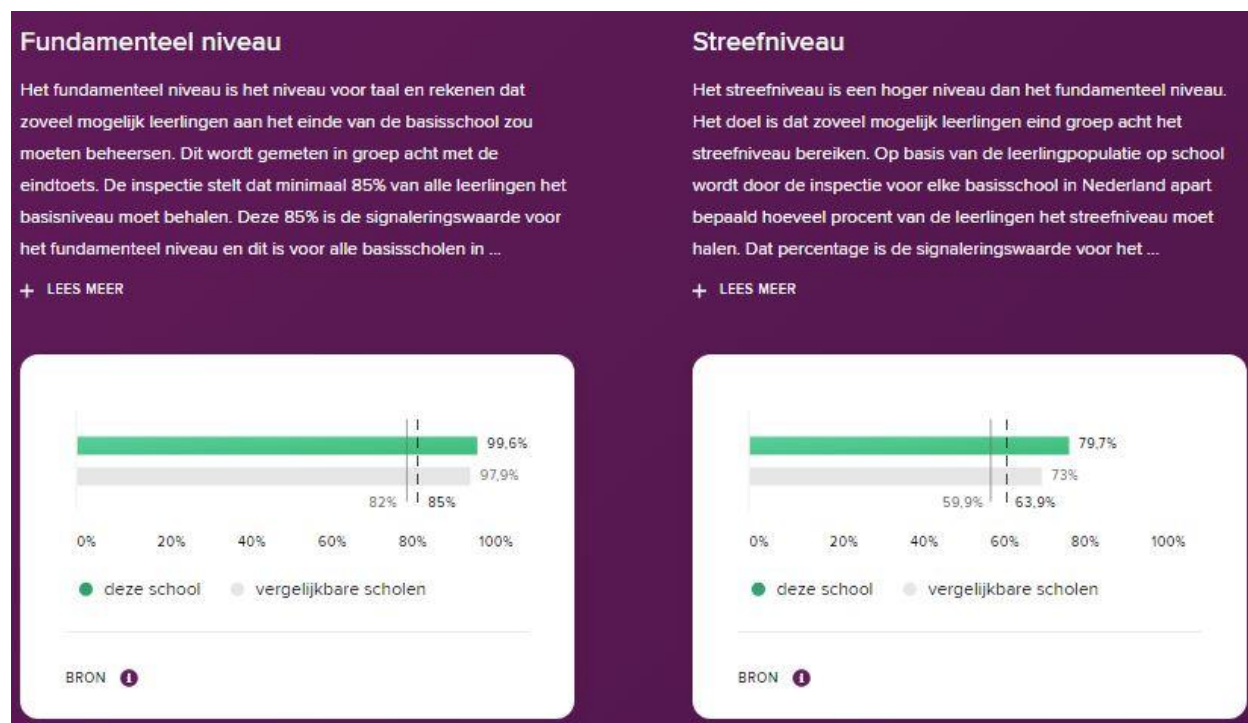 Fundamenteel niveau
Het fundamenteel niveau is het niveau voor taal en rekenen dat
zoveel mogelijk leerlingen aan het einde van de basisschool zou
moeten beheersen. Dit wordt gemeten in groep acht met de
eindtoets. De inspectie stelt dat minimaal 85% van alle leerlingen het
basisniveau moet behalen. Deze 85% is de signaleringswaarde voor
het fundamenteel niveau en dit is voor alle basisscholen in ...
+ LEES MEER
99,6%
97,9%
82% 85%
0% 20% 40% 60% 80% 100%
deze school vergelijkbare scholen
BRON i
Streefniveau
Het streefniveau is een hoger niveau dan het fundamenteel niveau.
Het doel is dat zoveel mogelijk leerlingen eind groep acht het
streefniveau bereiken. Op basis van de leerlingpopulatie op school
wordt door de inspectie voor elke basisschool in Nederland apart
bepaald hoeveel procent van de leerlingen het streefniveau moet
halen. Dat percentage is de signaleringswaarde voor het ...
+ LEES MEER
79,7%
73%
59,9% 63,9%
0% 20% 40% 60% 80% 100%
deze school vergelijkbare scholen
BRON i